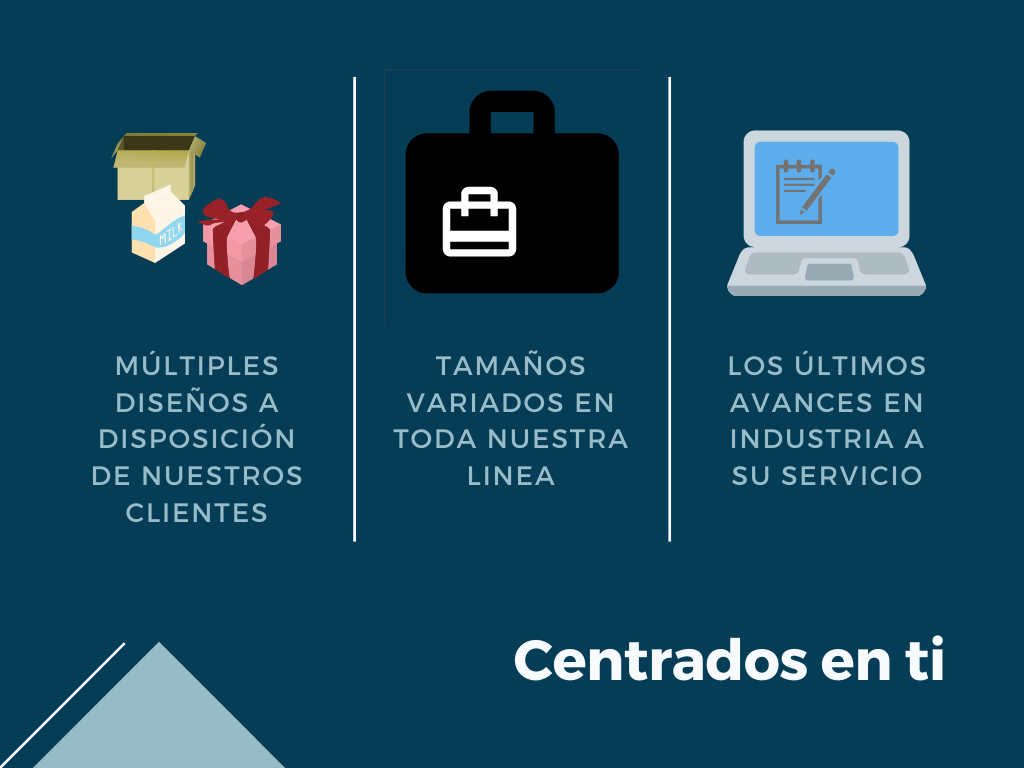 MILK
MÚLTIPLES
DISEÑOS A
DISPOSICIÓN
DE NUESTROS
CLIENTES
TAMAÑOS
VARIADOS EN
TODA NUESTRA
LINEA
LOS ÚLTIMOS
AVANCES EN
INDUSTRIA A
SU SERVICIO
Centrados en ti